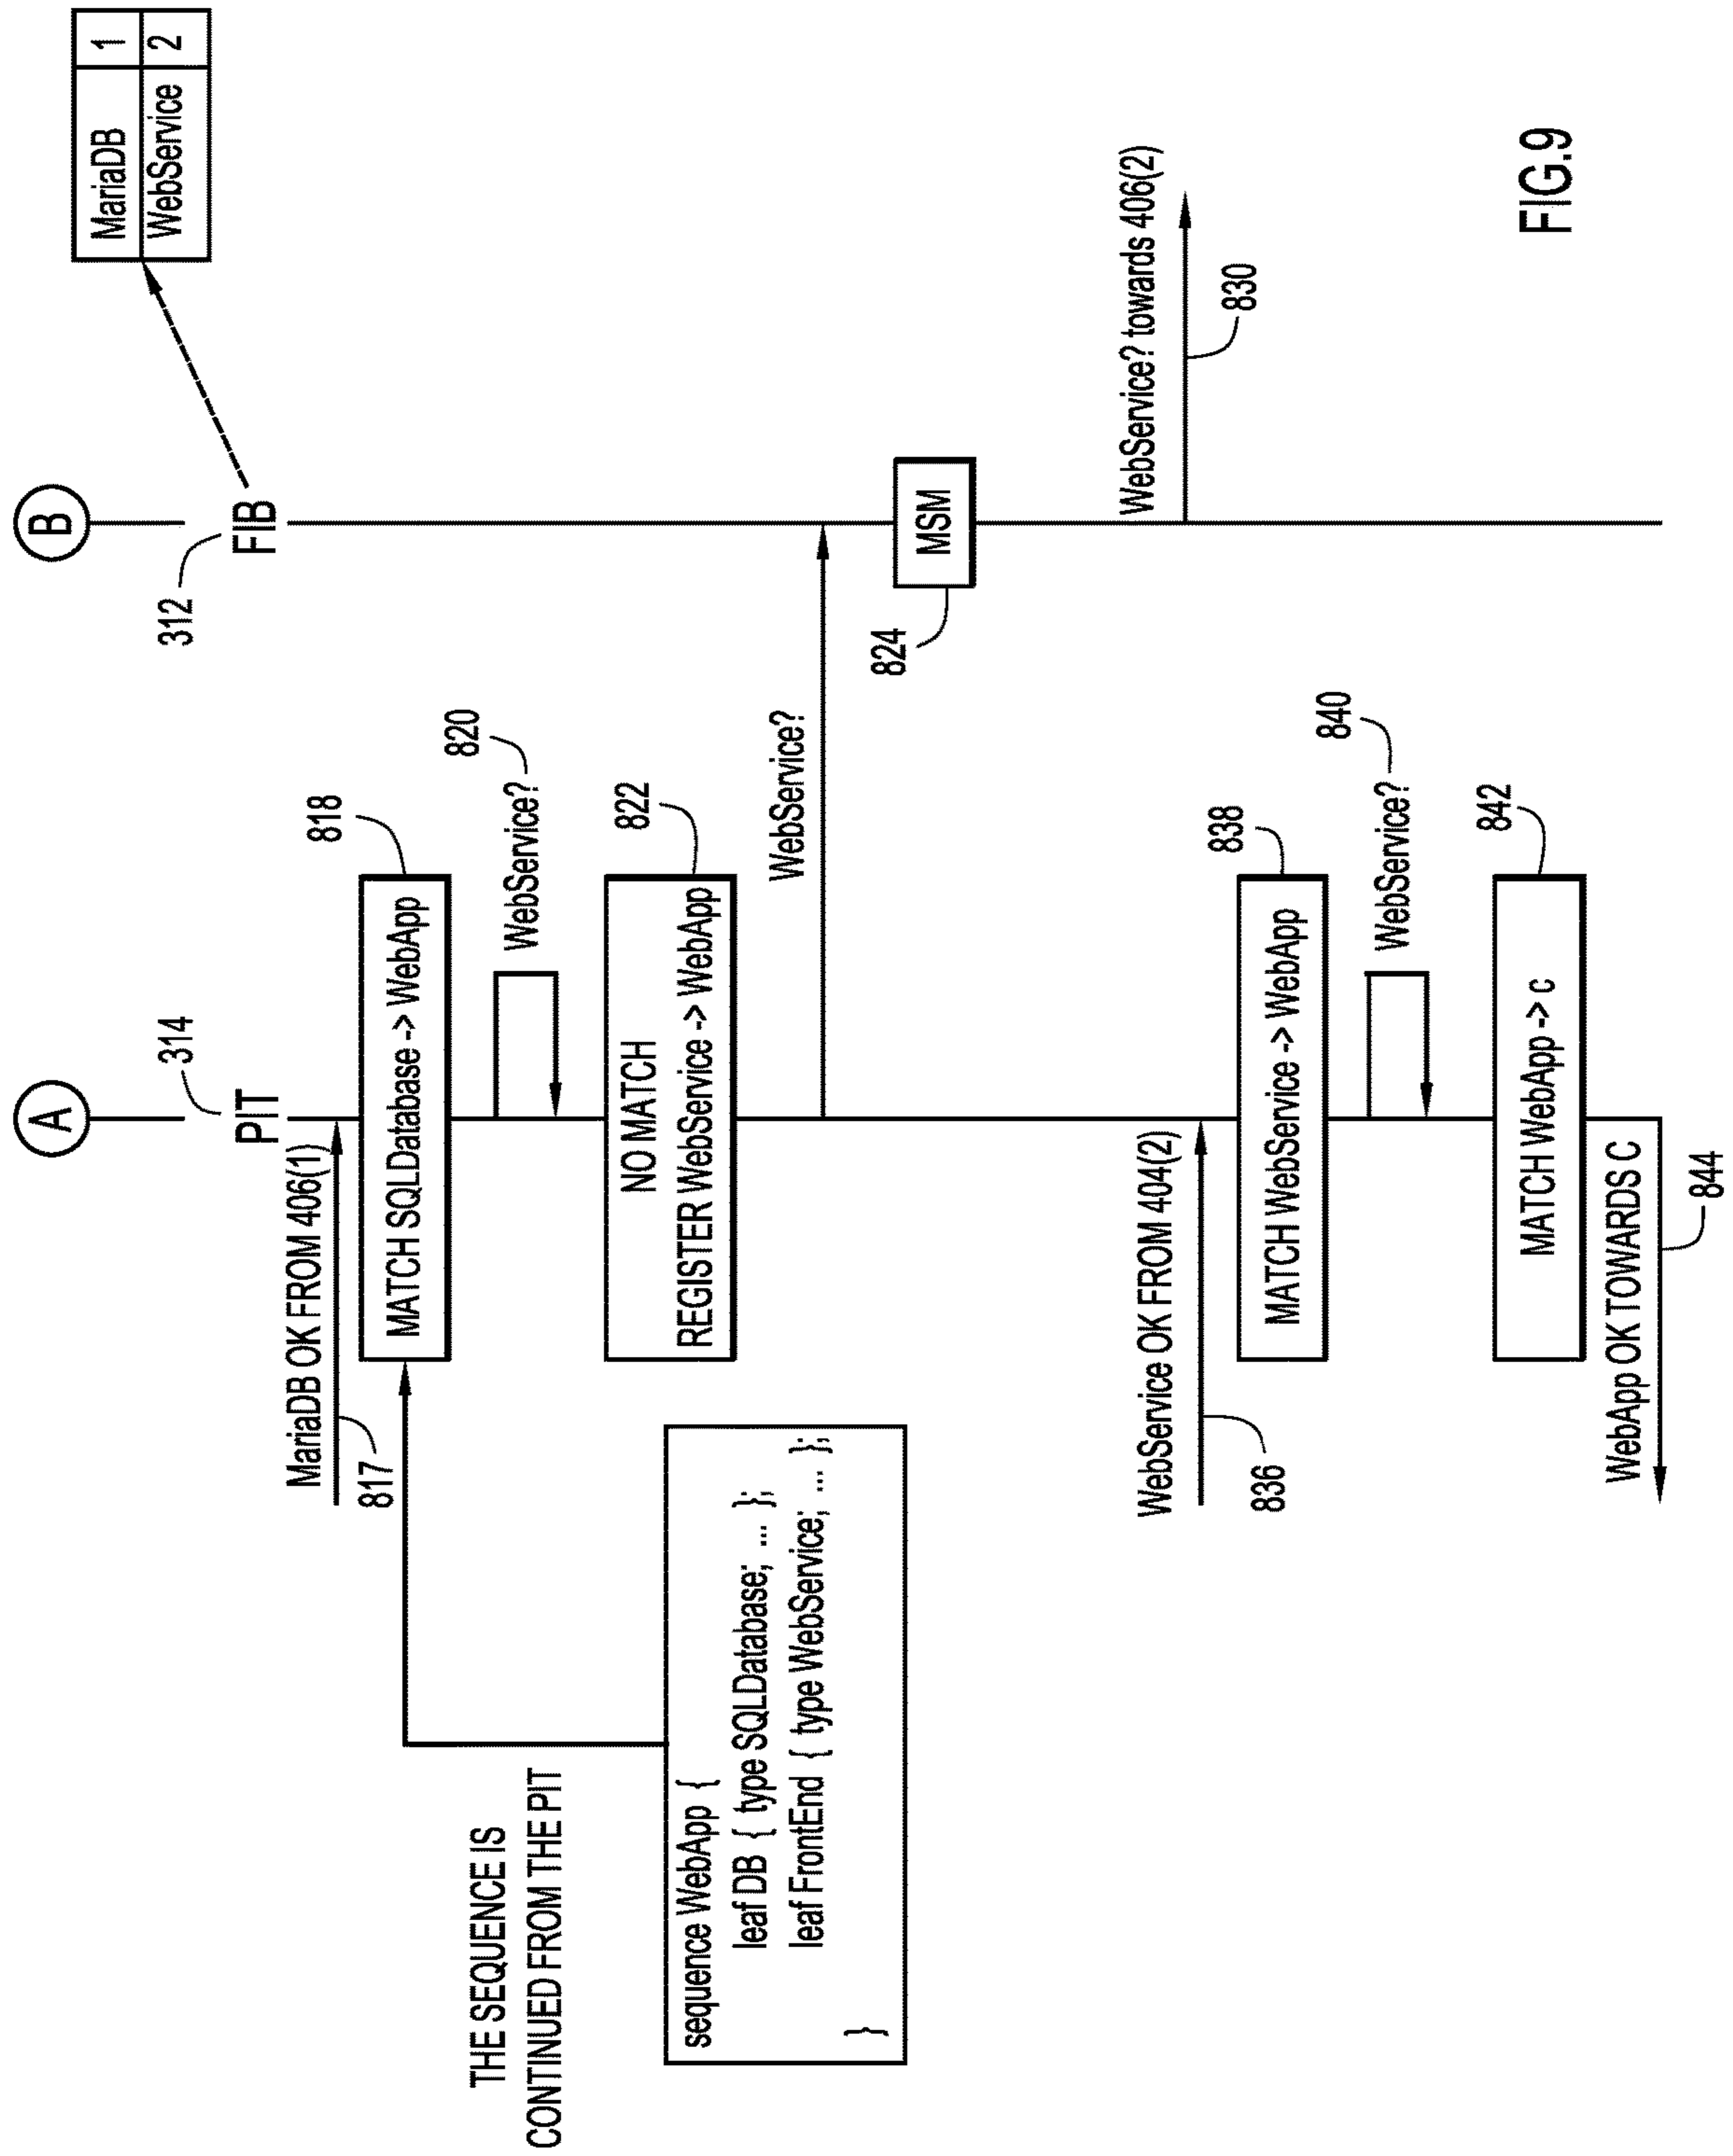 A
B
314
PIT
312
FIB
MariaDB 1
WebService 2
MariaDB OK FROM 406(1)
817
MATCH SQLDatabase -> WebApp
818
THE SEQUENCE IS
CONTINUED FROM THE PIT
WebService?
820
sequence WebApp {
leaf DB { type SQLDatabase; ... };
leaf FrontEnd { type WebService; ... };
}
NO MATCH
REGISTER WebService -> WebApp
822
WebService?
824
MSM
WebService? towards 406(2)
830
WebService OK FROM 404(2)
836
MATCH WebService -> WebApp
838
WebService?
840
MATCH WebApp -> c
842
WebApp OK TOWARDS C
844
FIG.9